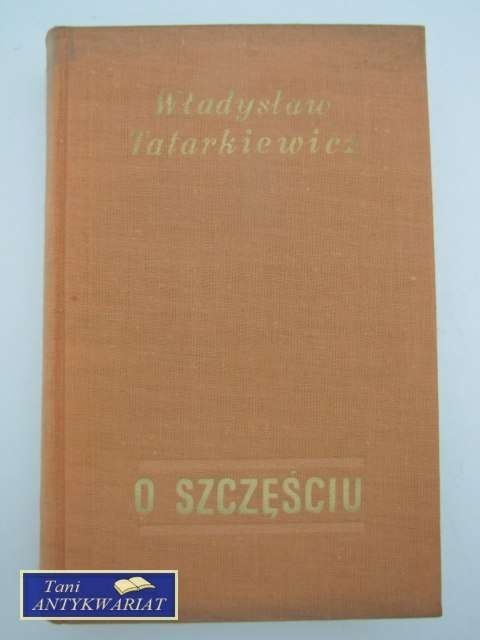 Władysław
Tatarkiewicz
O SZCZĘŚCIU
Tani
ANTYKWARIAT